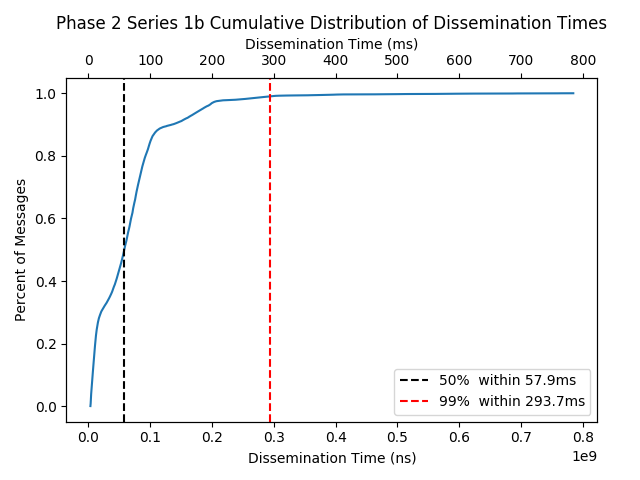 Phase 2 Series 1b Cumulative Distribution of Dissemination Times
Dissemination Time (ms)
0 100 200 300 400 500 600 700 800
1.0
0.8
0.6
0.4
0.2
0.0
Percent of Messages
50%  within 57.9ms
99%  within 293.7ms
0.0 0.1 0.2 0.3 0.4 0.5 0.6 0.7 0.8
Dissemination Time (ns)
1e9